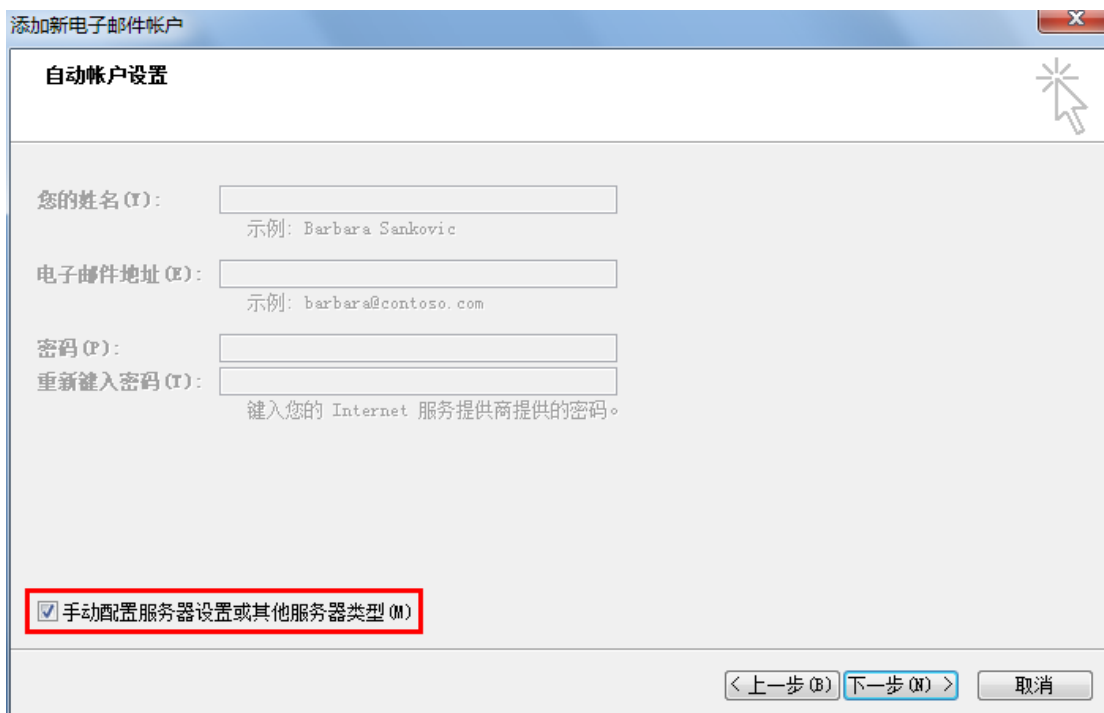 添加新电子邮件帐户
X
自动帐户设置
您的姓名(Y):
示例: Barbara Sankovic
电子邮件地址(E):
示例: barbara@contoso.com
密码(P):
重新键入密码(T):
键入您的 Internet 服务提供商提供的密码。
手动配置服务器设置或其他服务器类型(M)
< 上一步(B) 下一步(N) > 取消